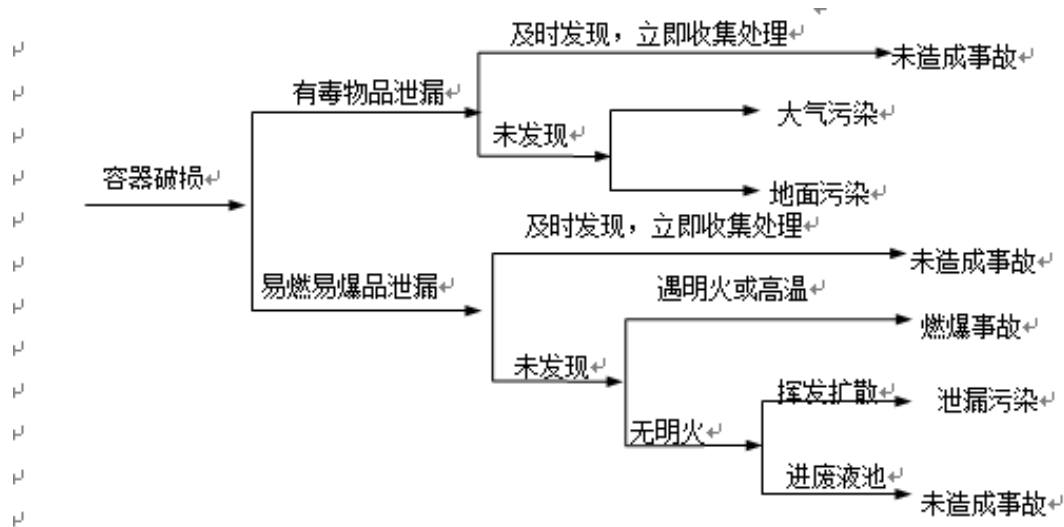 及时发现，立即收集处理
未造成事故
有毒物品泄漏
大气污染
未发现
容器破损
地面污染
及时发现，立即收集处理
未造成事故
易燃易爆品泄漏
遇明火或高温
燃爆事故
未发现
挥发扩散
泄漏污染
无明火
进废液池
未造成事故